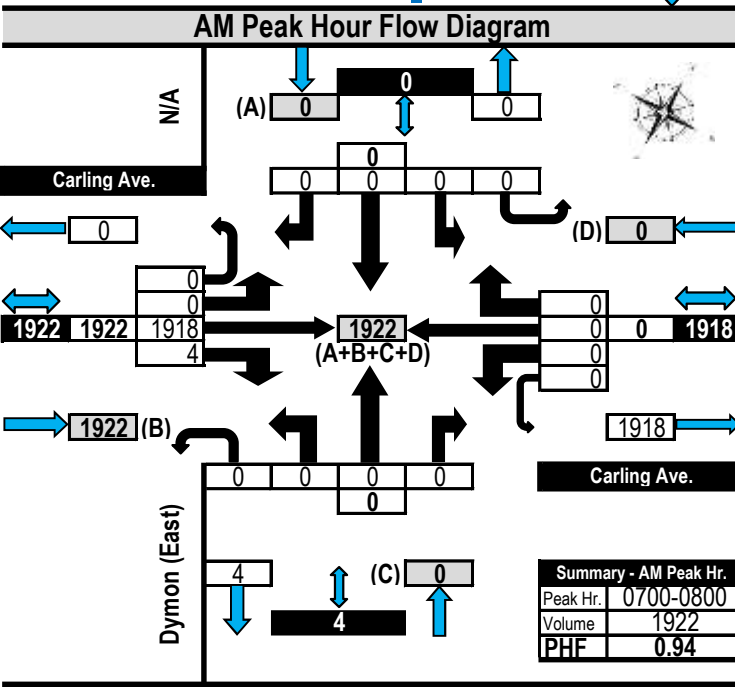 AM Peak Hour Flow Diagram
N/A
0
(A) 0 0
0
Carling Ave.
0 0 0 0
0 (D) 0
0
0 0
1922 1922 1918 1922 0 0 1918
4 (A+B+C+D) 0
0
1922 (B) 1918
0 0 0 0 Carling Ave.
0
Dymon (East)
4 (C) 0
4
Summary - AM Peak Hr.
Peak Hr. 0700-0800
Volume 1922
PHF 0.94